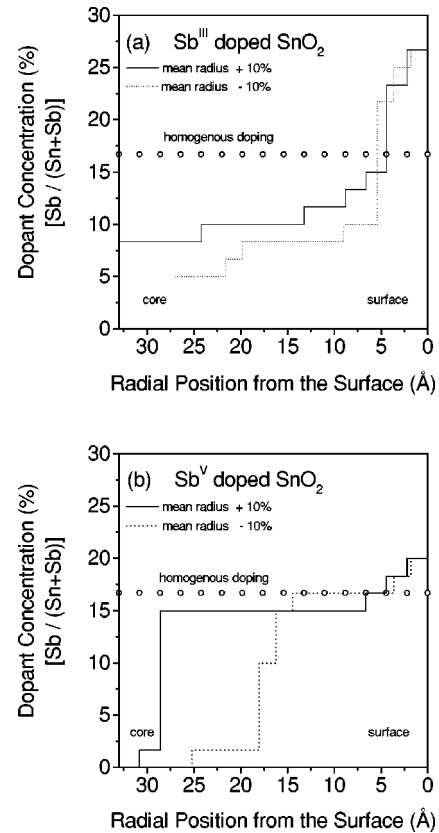 (a) Sb^III doped SnO₂
mean radius + 10%
mean radius - 10%
homogenous doping
core
surface
Dopant Concentration (%)
[Sb / (Sn+Sb)]
30
25
20
15
10
5
0
30 25 20 15 10 5 0
Radial Position from the Surface (Å)
(b) Sb^V doped SnO₂
mean radius + 10%
mean radius - 10%
homogenous doping
core
surface
Dopant Concentration (%)
[Sb / (Sn+Sb)]
30
25
20
15
10
5
0
30 25 20 15 10 5 0
Radial Position from the Surface (Å)